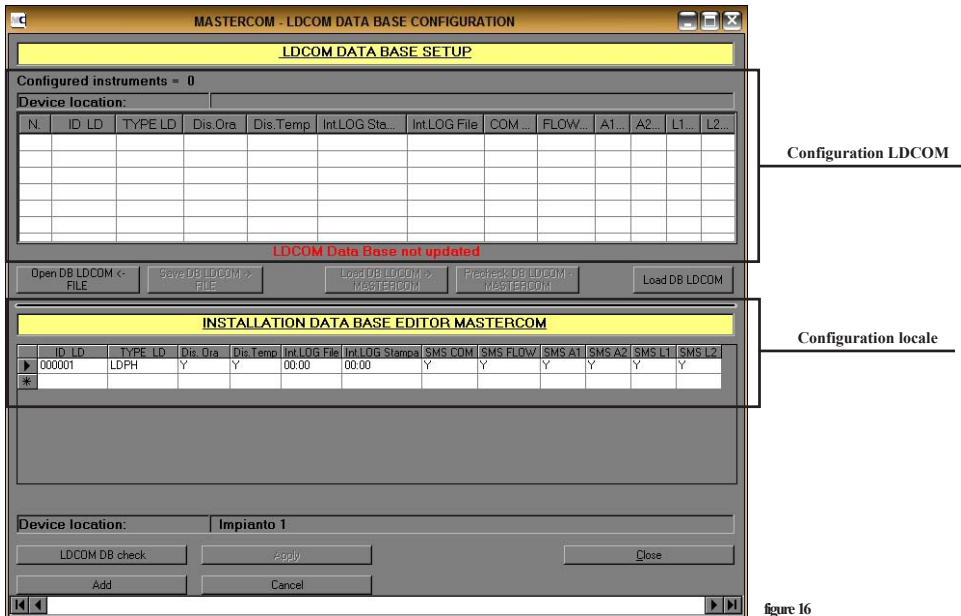 MC MASTERCOM - LDCOM DATA BASE CONFIGURATION
LDCOM DATA BASE SETUP
Configured instruments = 0
Device location:
N. ID LD TYPE LD Dis.Ora Dis.Temp Int.LOG Sta... Int.LOG File COM ... FLOW... A1... A2... L1... L2...
Configuration LDCOM
LDCOM Data Base not updated
Open DB LDCOM <- FILE
Save DB LDCOM -> FILE
Load DB LDCOM -> MASTERCOM
Precheck DB LDCOM - MASTERCOM
Load DB LDCOM
INSTALLATION DATA BASE EDITOR MASTERCOM
Configuration locale
ID LD TYPE LD Dis. Ora Dis.Temp Int.LOG File Int.LOG Stampa SMS COM SMS FLOW SMS A1 SMS A2 SMS L1 SMS L2
000001 LDPH Y Y 00:00 00:00 Y Y Y Y Y Y
Device location: Impianto 1
LDCOM DB check Apply Close
Add Cancel
figure 16